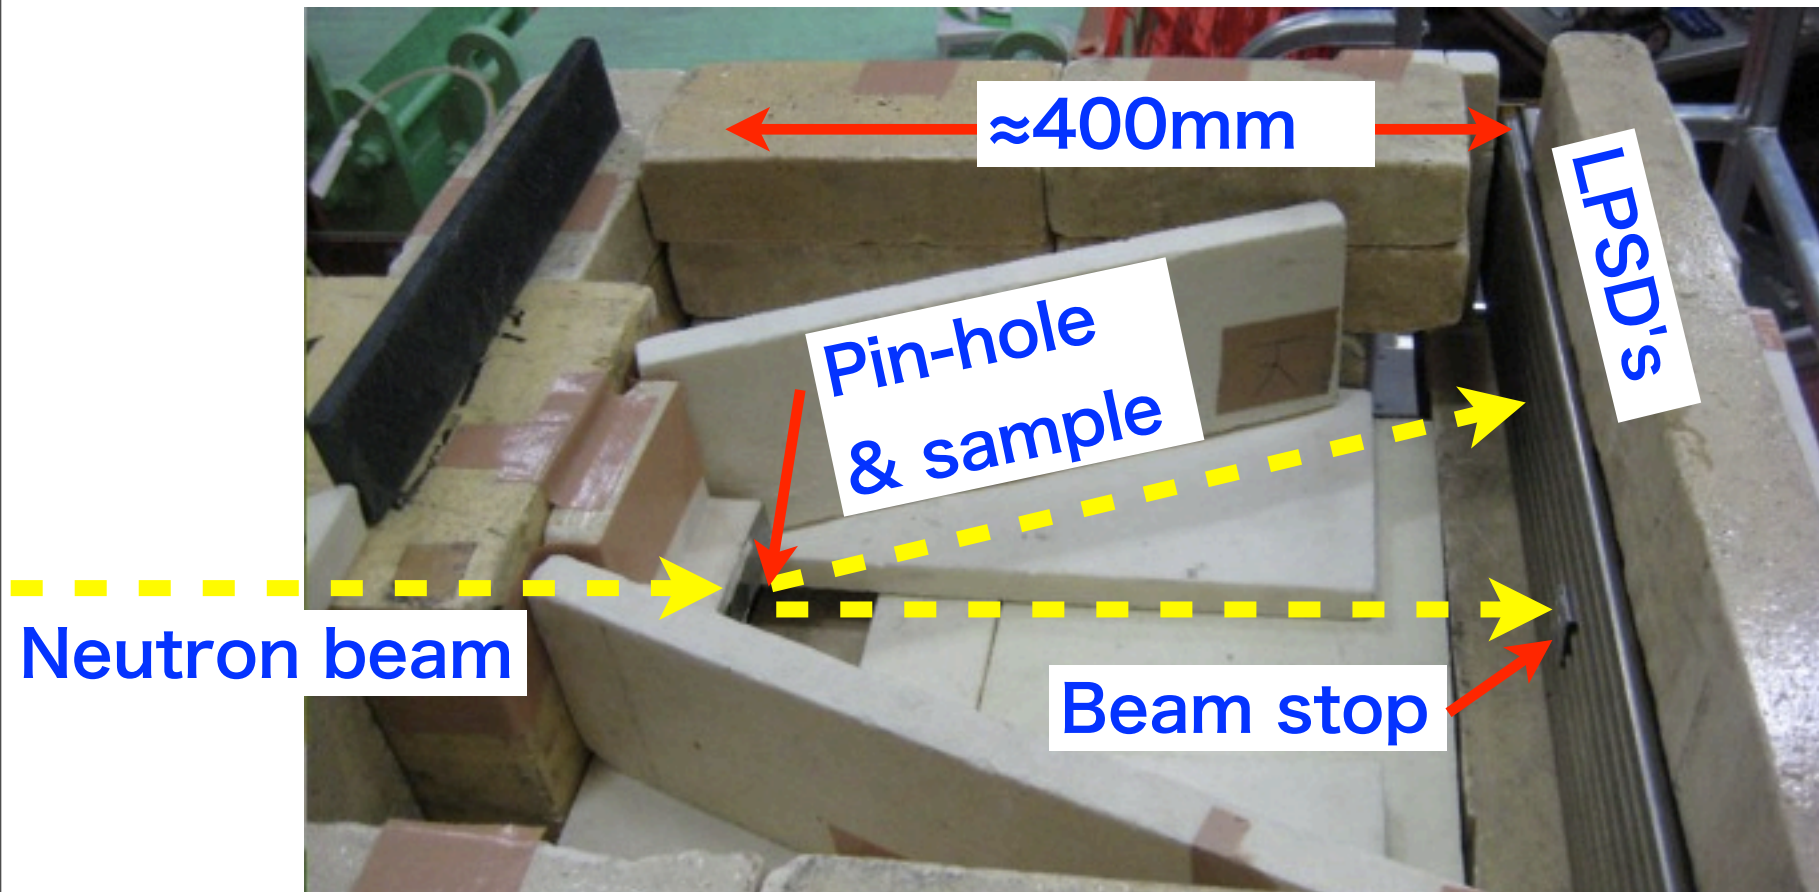 ≈400mm
LPSD's
Pin-hole
& sample
Neutron beam
Beam stop